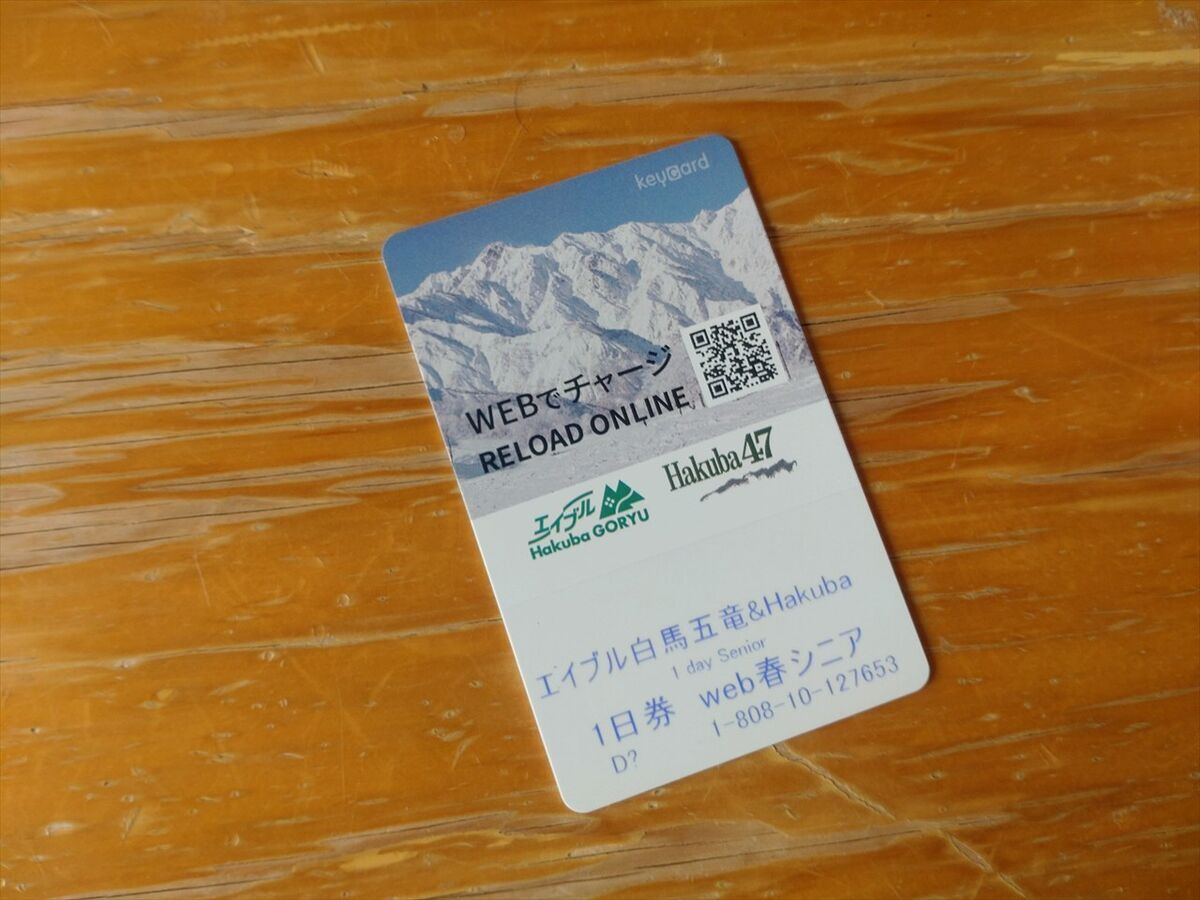 keycard
WEBでチャージ
RELOAD ONLINE
エイブル
Hakuba GORYU
Hakuba 47
エイブル白馬五竜&Hakuba
1 day Senior
1日券 web春シニア
D? 1-808-10-127653